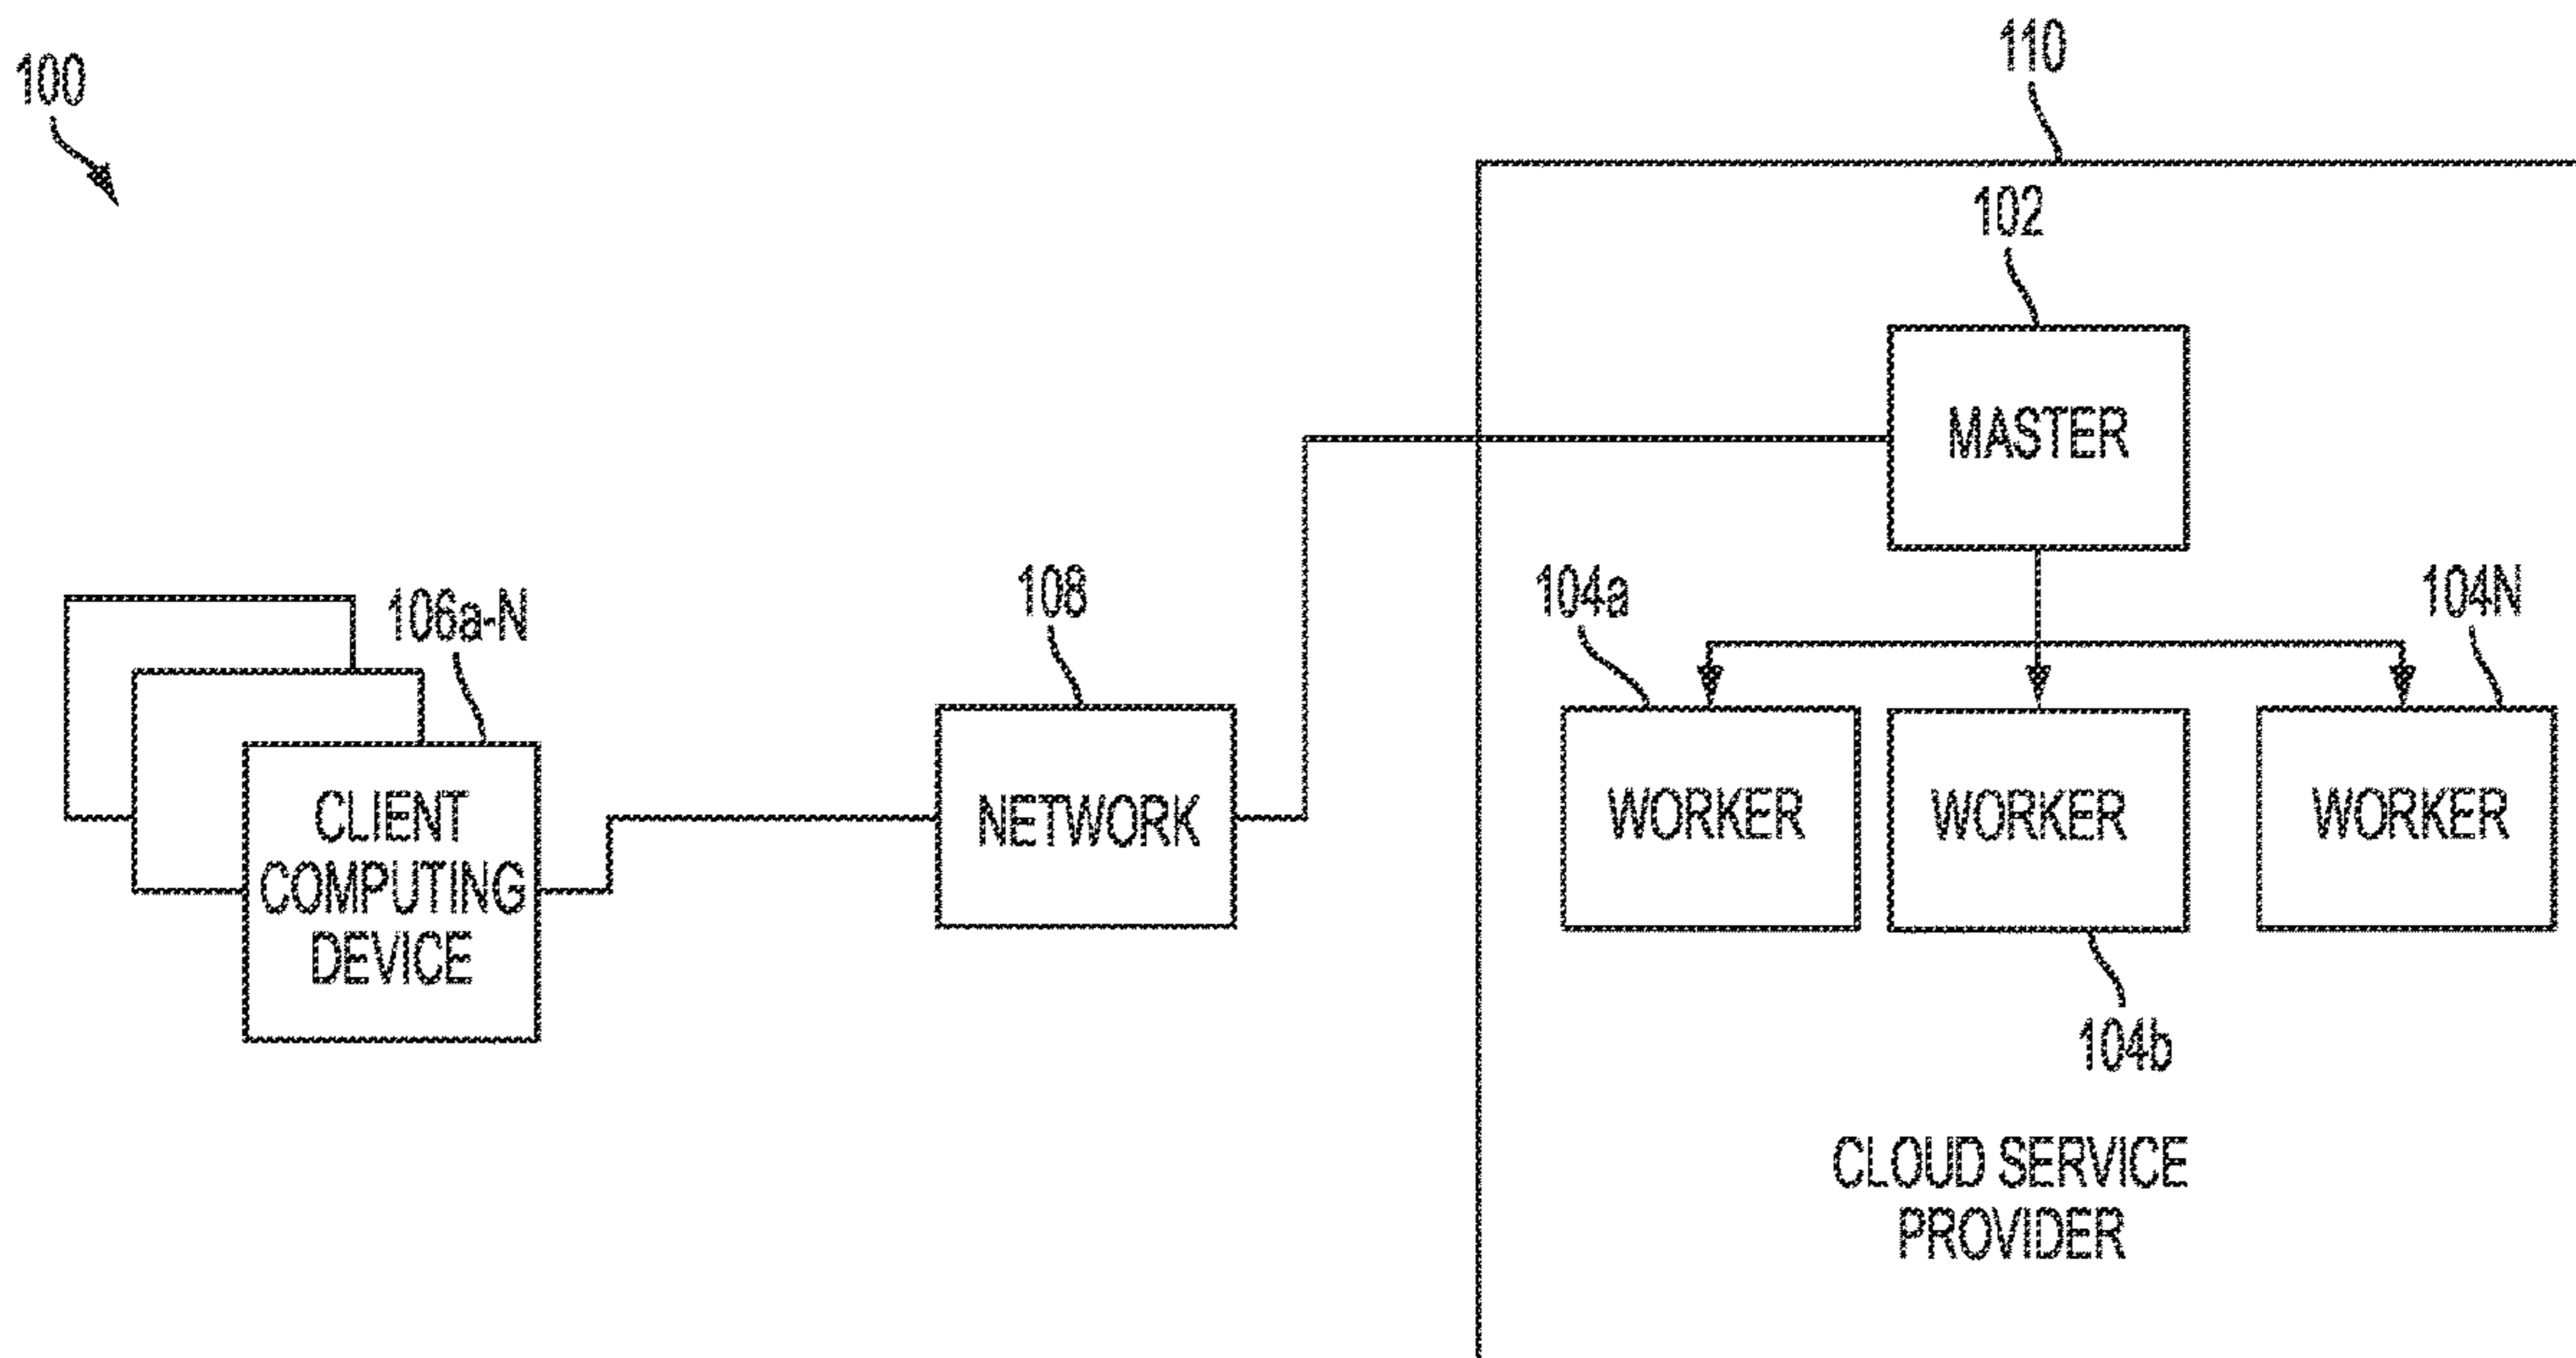 100
110
102
MASTER
104a
104N
106a-N
108
CLIENT
COMPUTING
DEVICE
NETWORK
WORKER
WORKER
WORKER
104b
CLOUD SERVICE
PROVIDER